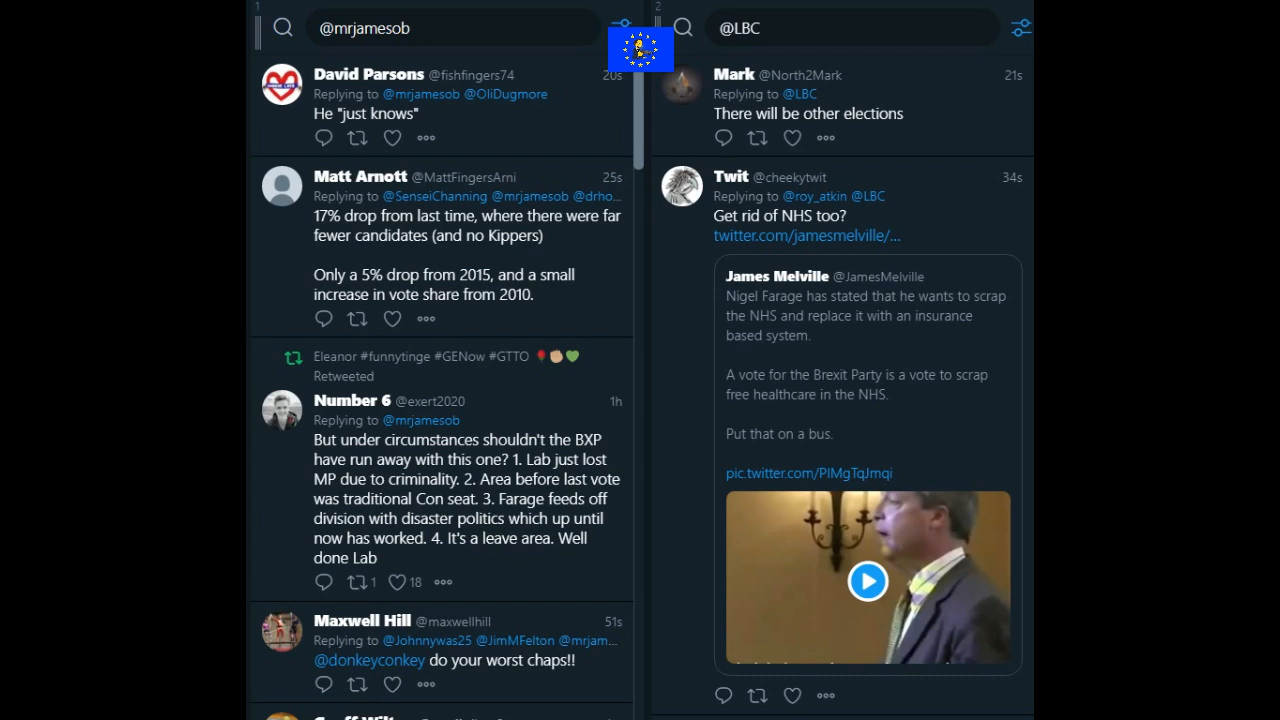 1
@mrjamesob
David Parsons @fishfingers74 20s
Replying to @mrjamesob @OliDugmore
He "just knows"
Matt Arnott @MattFingersArni 25s
Replying to @SenseiChanning @mrjamesob @drho...
17% drop from last time, where there were far
fewer candidates (and no Kippers)
Only a 5% drop from 2015, and a small
increase in vote share from 2010.
Eleanor #funnytinge #GENow #GTTO 🌹✊🏼💚
Retweeted
Number 6 @exert2020 1h
Replying to @mrjamesob
But under circumstances shouldn't the BXP
have run away with this one? 1. Lab just lost
MP due to criminality. 2. Area before last vote
was traditional Con seat. 3. Farage feeds off
division with disaster politics which up until
now has worked. 4. It's a leave area. Well
done Lab
1 18
Maxwell Hill @maxwellhill 51s
Replying to @Johnnywas25 @JimMFelton @mrjam...
@donkeyconkey do your worst chaps!!
2
@LBC
Mark @North2Mark 21s
Replying to @LBC
There will be other elections
Twit @cheekytwit 34s
Replying to @roy_atkin @LBC
Get rid of NHS too?
twitter.com/jamesmelville/...
James Melville @JamesMelville
Nigel Farage has stated that he wants to scrap
the NHS and replace it with an insurance
based system.
A vote for the Brexit Party is a vote to scrap
free healthcare in the NHS.
Put that on a bus.
pic.twitter.com/PIMgTqJmqi